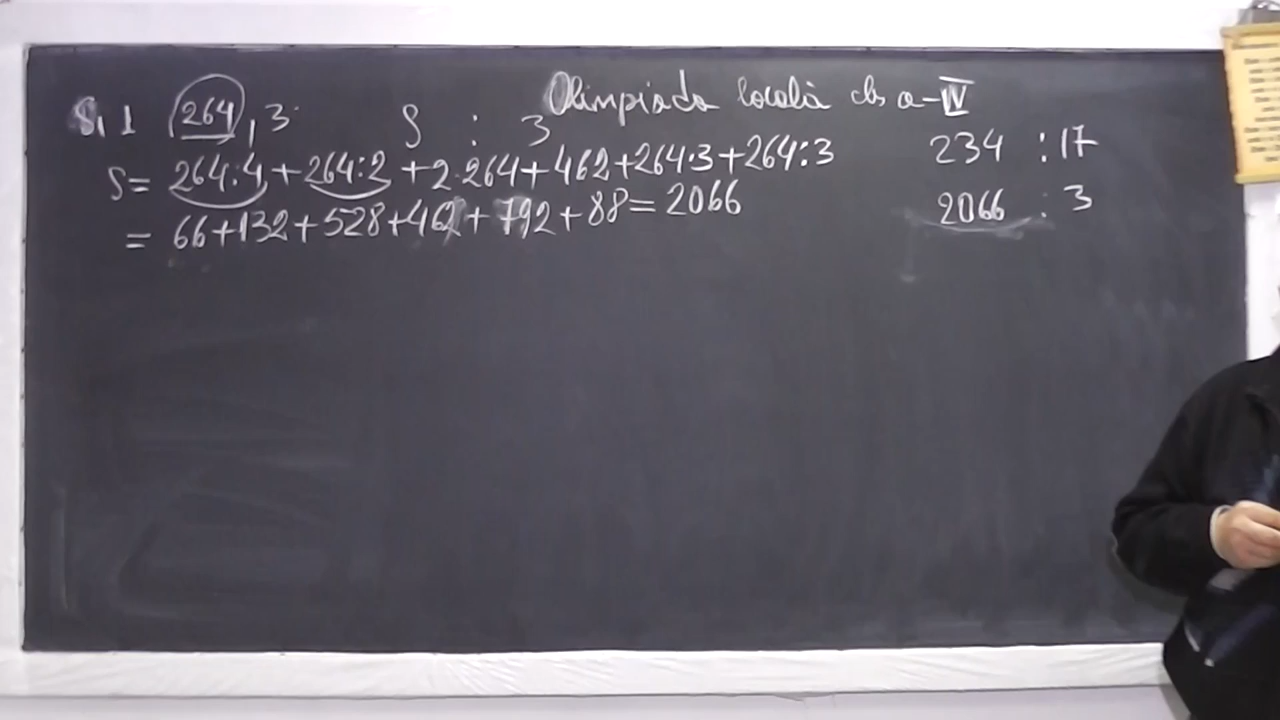 Olimpiada locală cls a-IV
S, 1 264, 3 S : 3
S= 264:4+264:2+2·264+462+264·3+264:3
234 :17
= 66+132+528+462+792+88=2066
2066 : 3